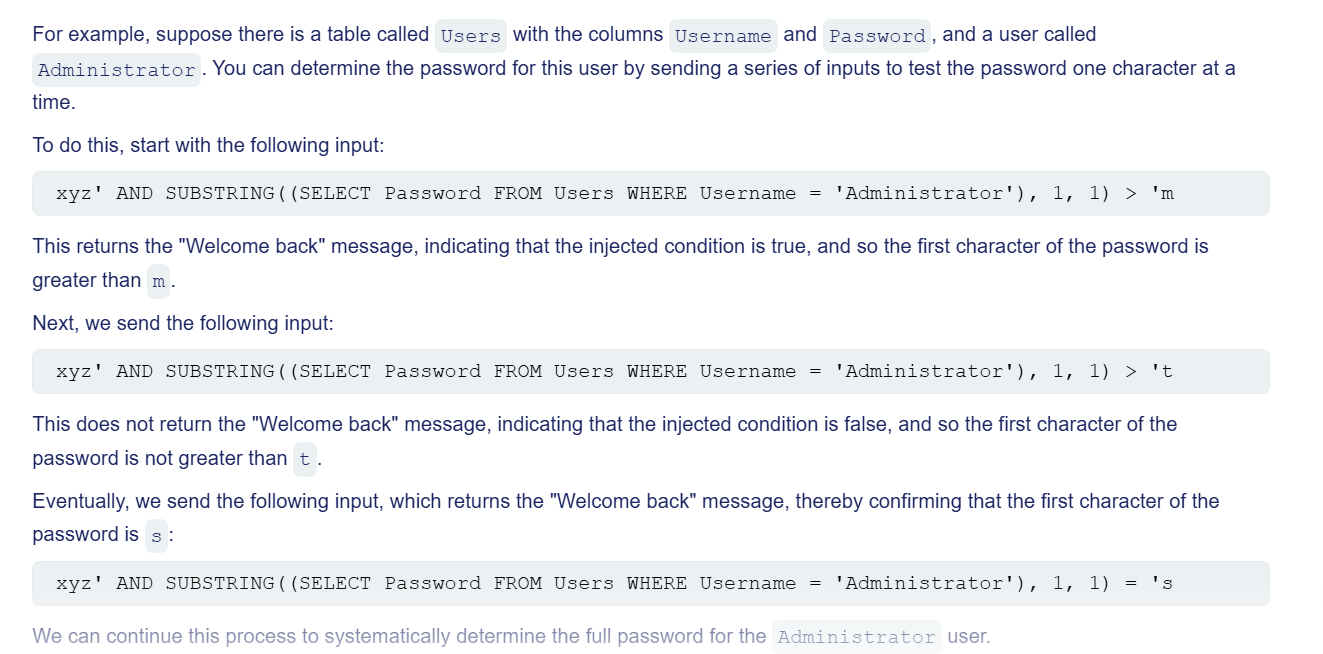 For example, suppose there is a table called Users with the columns Username and Password, and a user called
Administrator. You can determine the password for this user by sending a series of inputs to test the password one character at a
time.
To do this, start with the following input:
xyz' AND SUBSTRING((SELECT Password FROM Users WHERE Username = 'Administrator'), 1, 1) > 'm
This returns the "Welcome back" message, indicating that the injected condition is true, and so the first character of the password is
greater than m.
Next, we send the following input:
xyz' AND SUBSTRING((SELECT Password FROM Users WHERE Username = 'Administrator'), 1, 1) > 't
This does not return the "Welcome back" message, indicating that the injected condition is false, and so the first character of the
password is not greater than t.
Eventually, we send the following input, which returns the "Welcome back" message, thereby confirming that the first character of the
password is s:
xyz' AND SUBSTRING((SELECT Password FROM Users WHERE Username = 'Administrator'), 1, 1) = 's
We can continue this process to systematically determine the full password for the Administrator user.